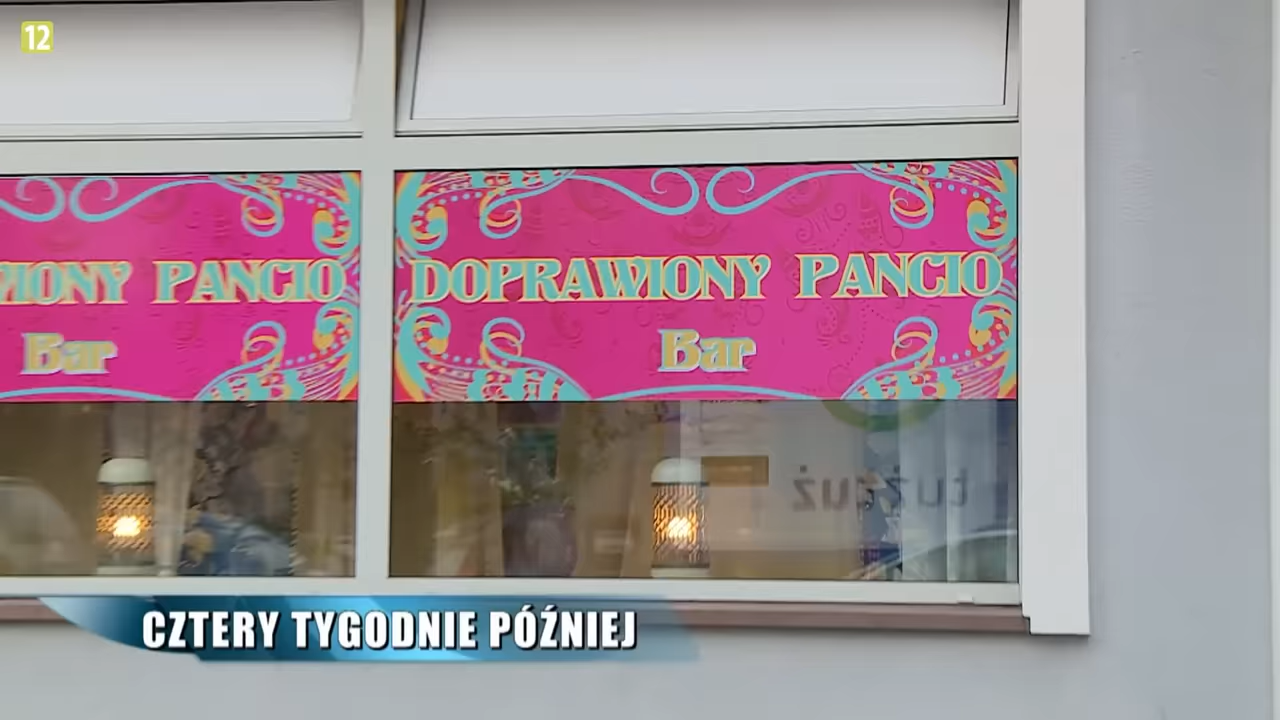 12
WIONY PANCIO
Bar
DOPRAWIONY PANCIO
Bar
CZTERY TYGODNIE PÓŹNIEJ